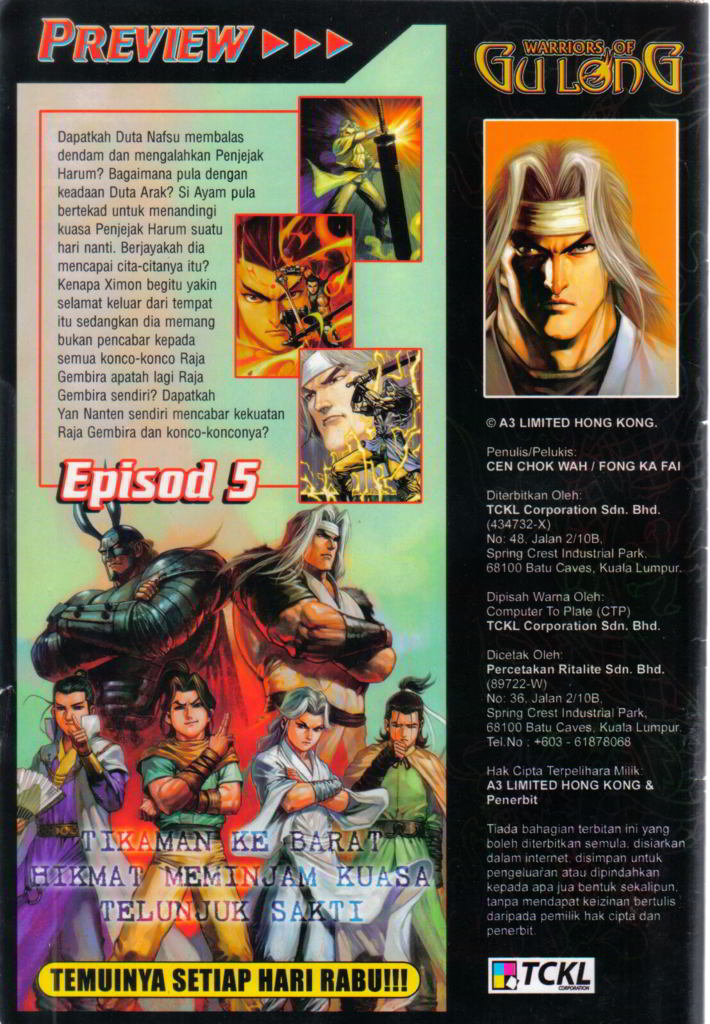 PREVIEW
Dapatkah Duta Nafsu membalas
dendam dan mengalahkan Penjejak
Harum? Bagaimana pula dengan
keadaan Duta Arak? Si Ayam pula
bertekad untuk menandingi
kuasa Penjejak Harum suatu
hari nanti. Berjayakah dia
mencapai cita-citanya itu?
Kenapa Ximon begitu yakin
selamat keluar dari tempat
itu sedangkan dia memang
bukan pencabar kepada
semua konco-konco Raja
Gembira apatah lagi Raja
Gembira sendiri? Dapatkah
Yan Nanten sendiri mencabar kekuatan
Raja Gembira dan konco-konconya?
Episod 5
TIKAMAN KE BARAT
HIKMAT MEMINJAM KUASA
TELUNJUK SAKTI
TEMUINYA SETIAP HARI RABU!!!
WARRIORS OF
GU LONG
© A3 LIMITED HONG KONG.
Penulis/Pelukis:
CEN CHOK WAH / FONG KA FAI
Diterbitkan Oleh:
TCKL Corporation Sdn. Bhd.
(434732-X)
No: 48, Jalan 2/10B,
Spring Crest Industrial Park,
68100 Batu Caves, Kuala Lumpur.
Dipisah Warna Oleh:
Computer To Plate (CTP)
TCKL Corporation Sdn. Bhd.
Dicetak Oleh:
Percetakan Ritalite Sdn. Bhd.
(89722-W)
No: 36, Jalan 2/10B,
Spring Crest Industrial Park,
68100 Batu Caves, Kuala Lumpur.
Tel.No : +603 - 61878068
Hak Cipta Terpelihara Milik:
A3 LIMITED HONG KONG &
Penerbit
Tiada bahagian terbitan ini yang
boleh diterbitkan semula, disiarkan
dalam internet, disimpan untuk
pengeluaran atau dipindahkan
kepada apa jua bentuk sekalipun,
tanpa mendapat keizinan bertulis
daripada pemilik hak cipta dan
penerbit.
TCKL
CORPORATION